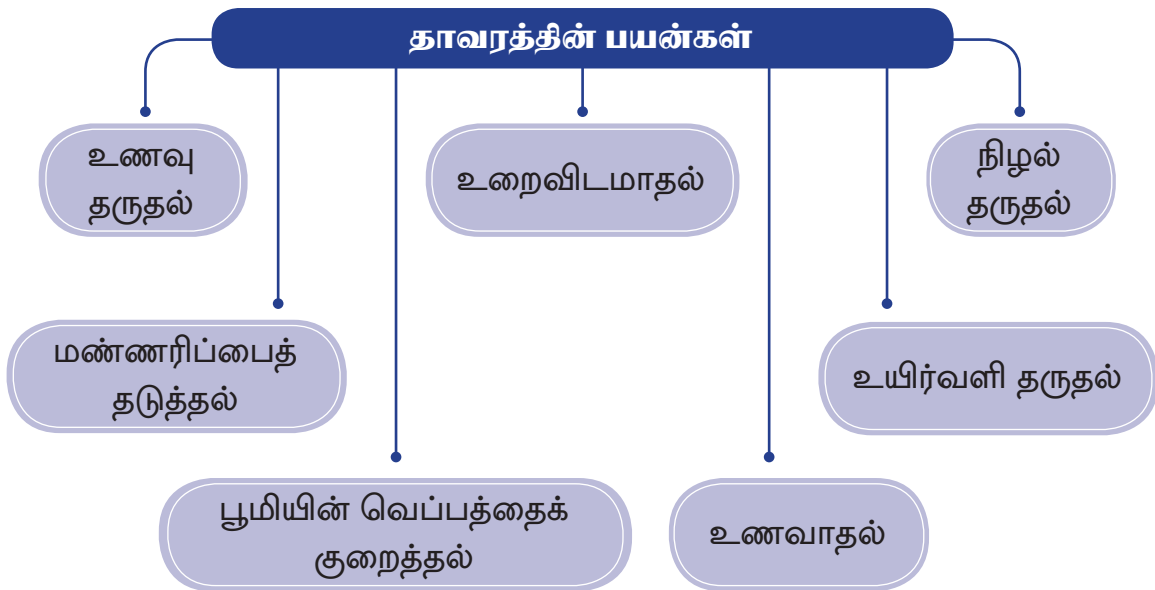 தாவரத்தின் பயன்கள்
உணவு
தருதல்
உறைவிடமாதல்
நிழல்
தருதல்
மண்ணரிப்பைத்
தடுத்தல்
உயிர்வளி தருதல்
பூமியின் வெப்பத்தைக்
குறைத்தல்
உணவாதல்